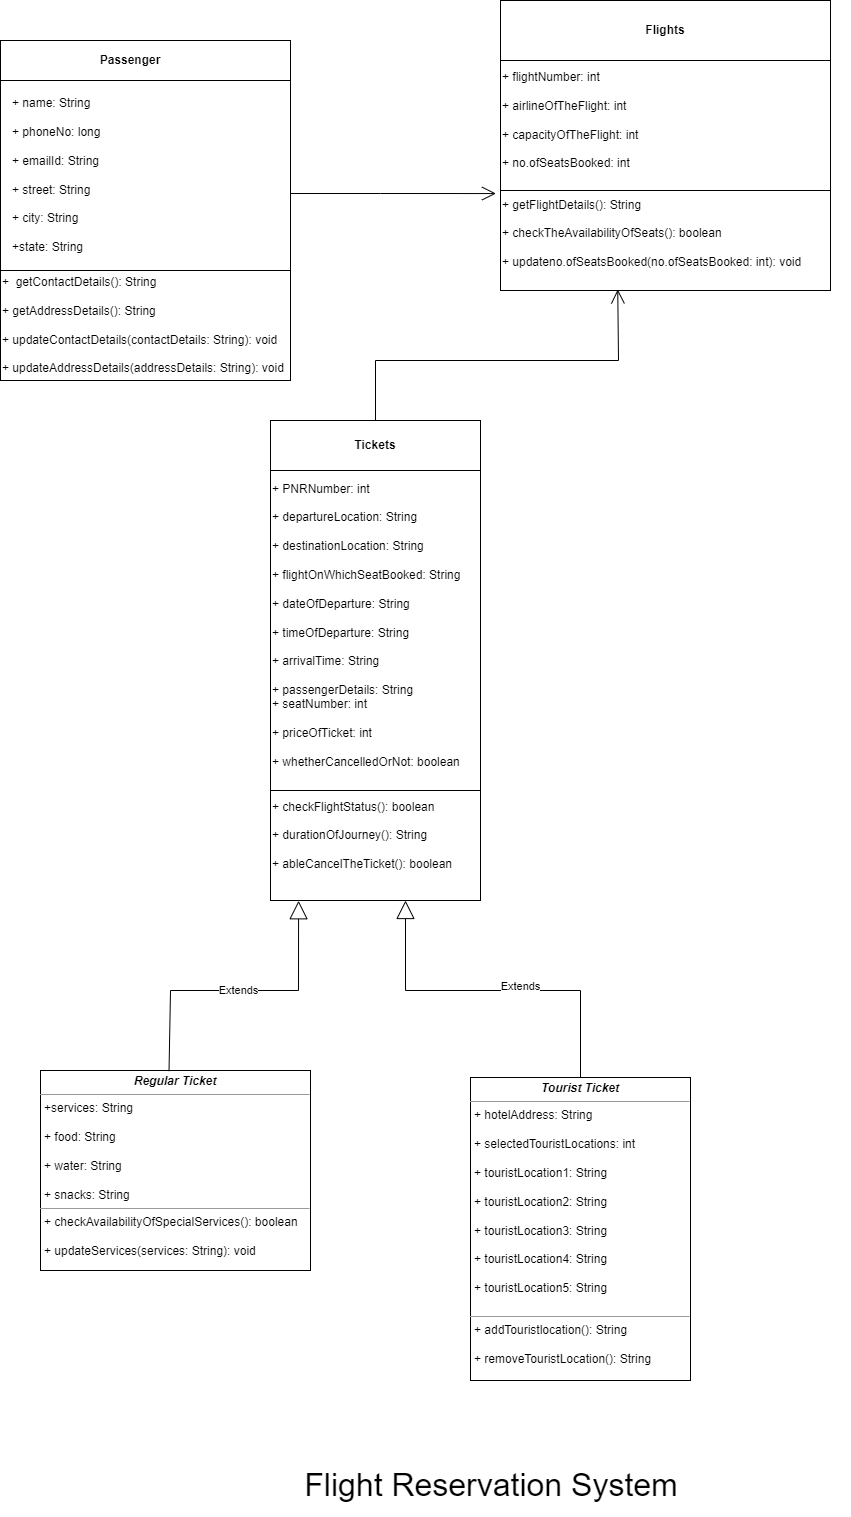 Flights
+ flightNumber: int
+ airlineOfTheFlight: int
+ capacityOfTheFlight: int
+ no.ofSeatsBooked: int
+ getFlightDetails(): String
+ checkTheAvailabilityOfSeats(): boolean
+ updateno.ofSeatsBooked(no.ofSeatsBooked: int): void
Passenger
+ name: String
+ phoneNo: long
+ emailId: String
+ street: String
+ city: String
+state: String
+  getContactDetails(): String
+ getAddressDetails(): String
+ updateContactDetails(contactDetails: String): void
+ updateAddressDetails(addressDetails: String): void
Tickets
+ PNRNumber: int
+ departureLocation: String
+ destinationLocation: String
+ flightOnWhichSeatBooked: String
+ dateOfDeparture: String
+ timeOfDeparture: String
+ arrivalTime: String
+ passengerDetails: String
+ seatNumber: int
+ priceOfTicket: int
+ whetherCancelledOrNot: boolean
+ checkFlightStatus(): boolean
+ durationOfJourney(): String
+ ableCancelTheTicket(): boolean
Extends
Extends
Regular Ticket
+services: String
+ food: String
+ water: String
+ snacks: String
+ checkAvailabilityOfSpecialServices(): boolean
+ updateServices(services: String): void
Tourist Ticket
+ hotelAddress: String
+ selectedTouristLocations: int
+ touristLocation1: String
+ touristLocation2: String
+ touristLocation3: String
+ touristLocation4: String
+ touristLocation5: String
+ addTouristlocation(): String
+ removeTouristLocation(): String
Flight Reservation System